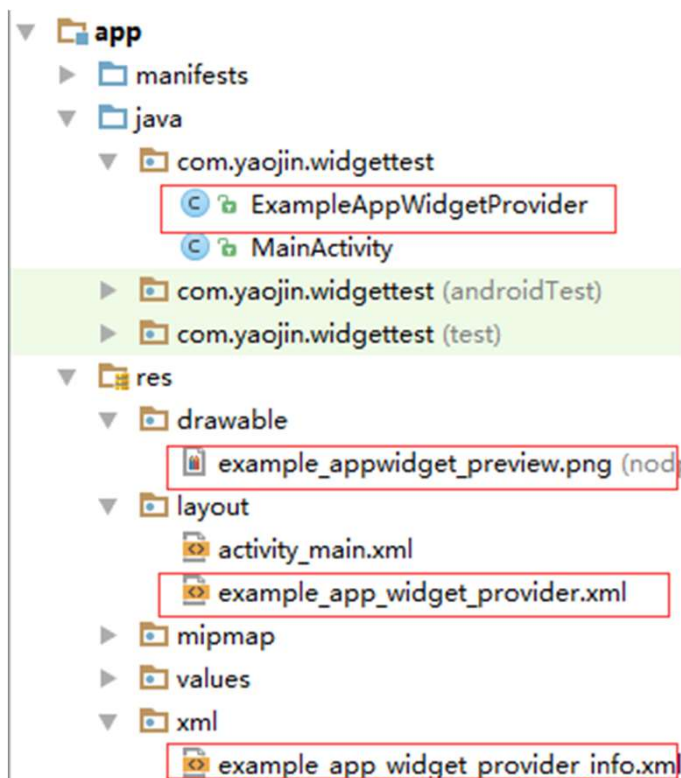 app
manifests
java
com.yaojin.widgettest
C ExampleAppWidgetProvider
C MainActivity
com.yaojin.widgettest (androidTest)
com.yaojin.widgettest (test)
res
drawable
example_appwidget_preview.png (nod
layout
activity_main.xml
example_app_widget_provider.xml
mipmap
values
xml
example_app_widget_provider_info.xml